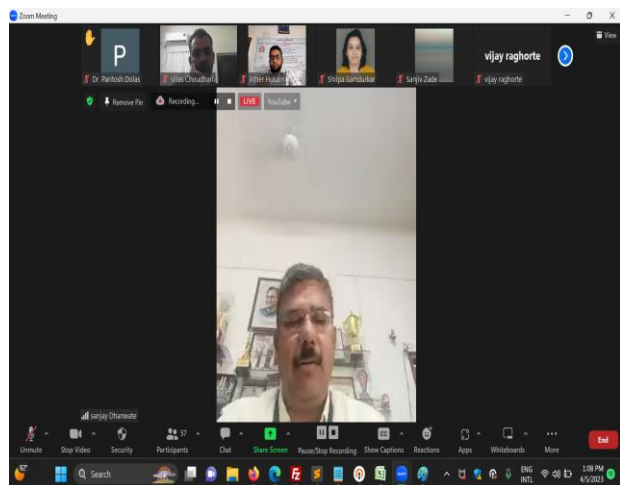 Zoom Meeting
View
P
vijay raghorte
Dr. Paritosh Dolas
Vilas Choudhari
Ather Husain
Shilpa Samdurkar
Sanjiv Zade
vijay raghorte
Remove Pin
Recording...
LIVE
YouTube
sanjay Dhanwate
57
CC
Unmute
Stop Video
Security
Participants
Chat
Share Screen
Pause/Stop Recording
Show Captions
Reactions
Apps
Whiteboards
More
End
Search
ENG
INTL
1:08 PM
4/5/2023